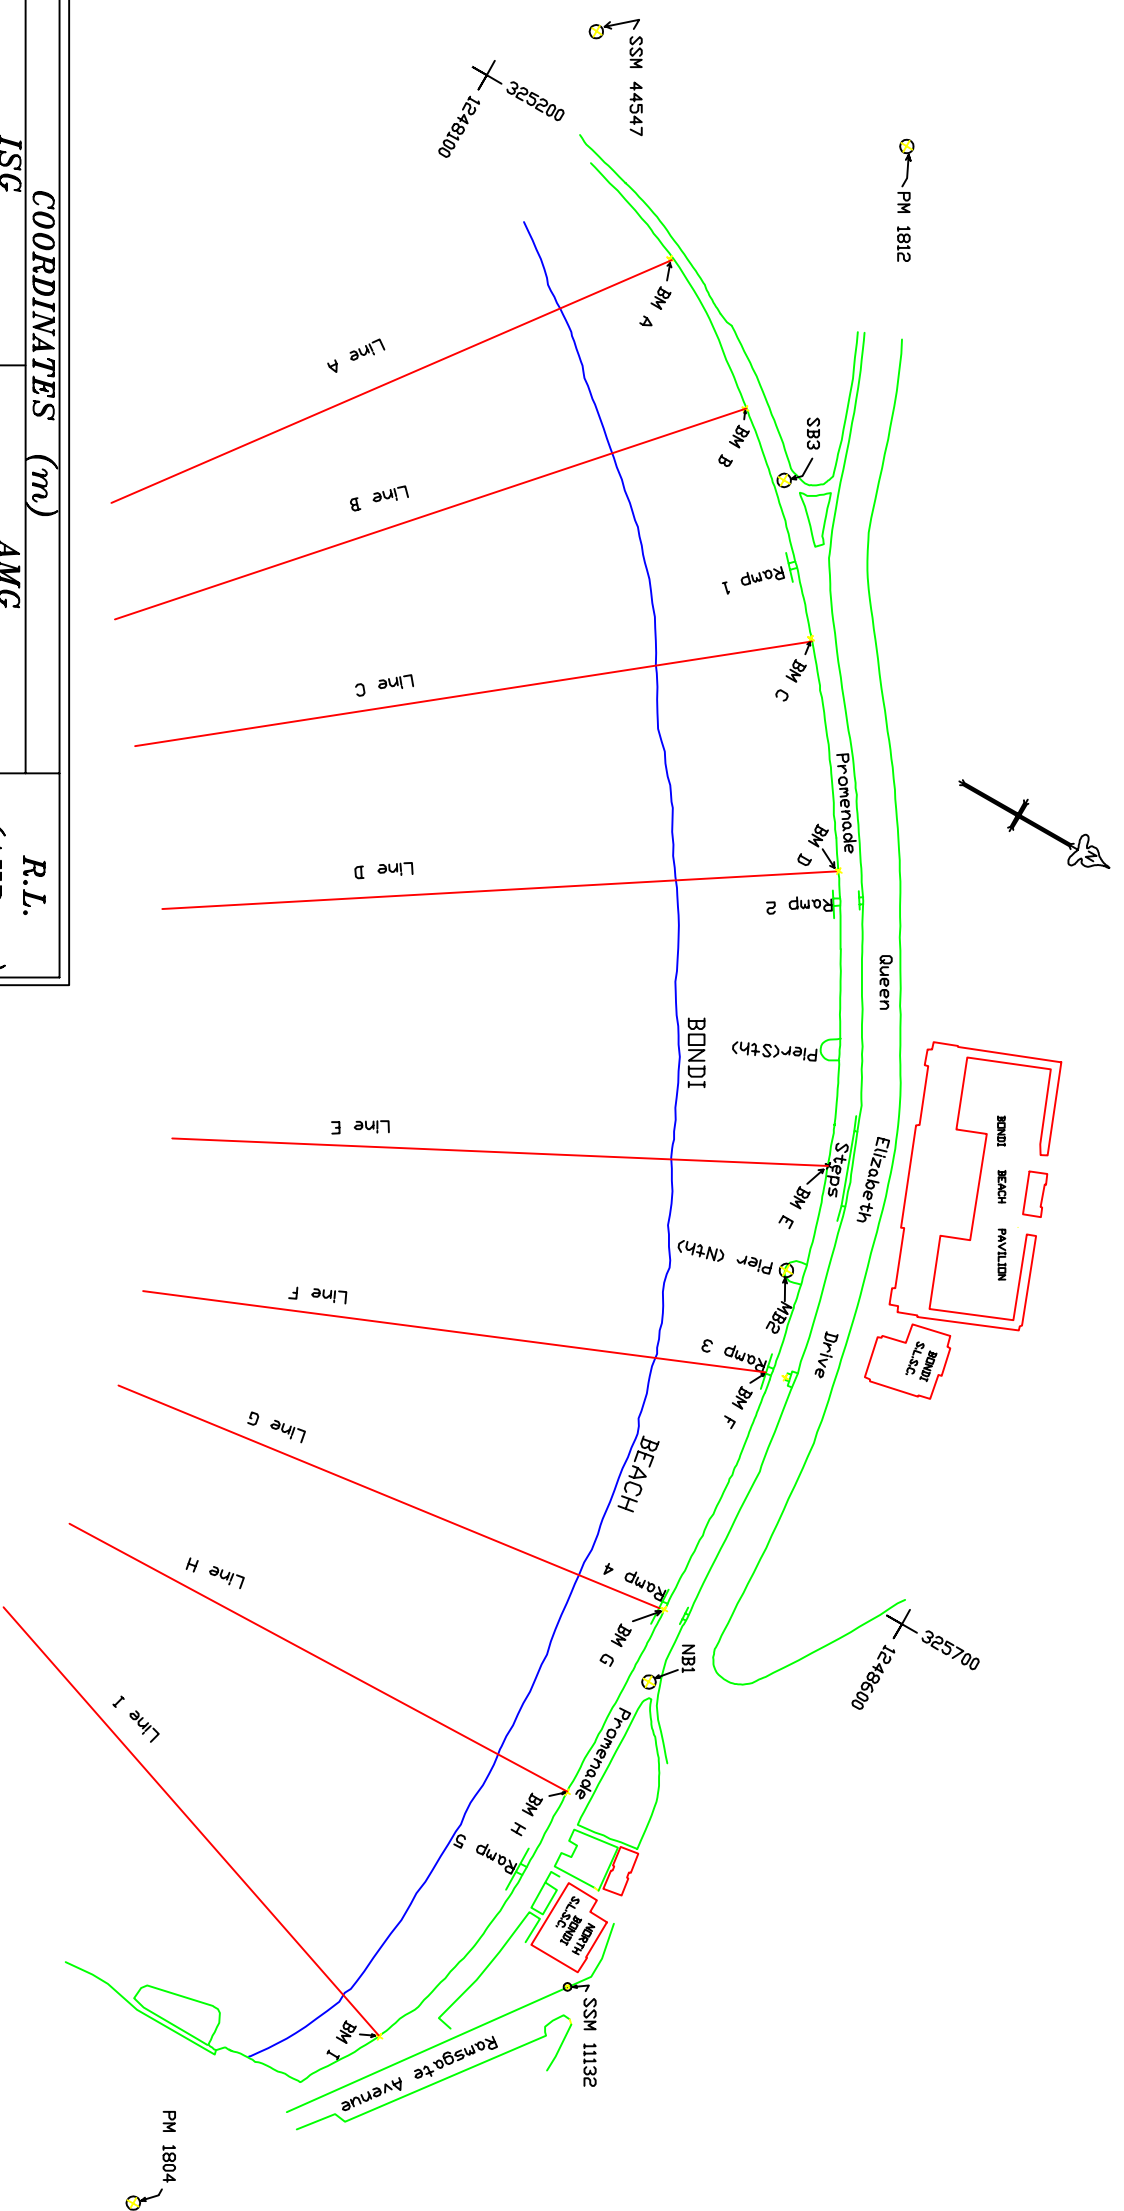 SSM 44547
325200
1248100
PM 1812
COORDINATES (m)
ISG
AMG
R.L.
BM A
Line A
BM B
Line B
SB3
Ramp 1
BM C
Line C
Promenade
BM D
Line D
Ramp 2
Queen
Pier(Sth)
BONDI
BONDI BEACH PAVILION
Line E
Steps
Elizabeth
BM E
Pier (Nth)
MB2
Line F
Ramp 3
Drive
BONDI
S.L.S.C.
BM F
Line G
BEACH
Ramp 4
BM G
NB1
325700
1248600
Line H
Promenade
BM H
Ramp 5
Line I
NORTH
BONDI
S.L.S.C.
SSM 11132
BM I
Ramsgate Avenue
PM 1804